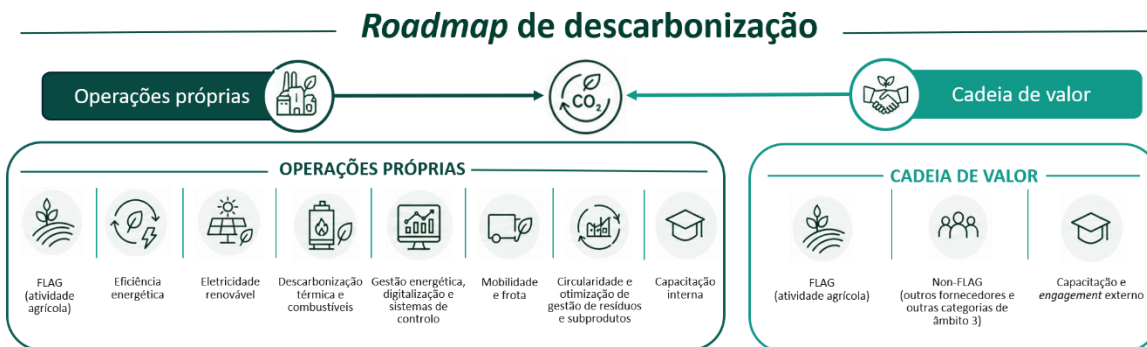 Roadmap de descarbonização
Operações próprias
CO2
Cadeia de valor
OPERAÇÕES PRÓPRIAS
FLAG
(atividade
agrícola)
Eficiência
energética
Eletricidade
renovável
Descarbonização
térmica e
combustíveis
Gestão energética,
digitalização e
sistemas de
controlo
Mobilidade
e frota
Circularidade e
otimização de
gestão de resíduos
e subprodutos
Capacitação
interna
CADEIA DE VALOR
FLAG
(atividade
agrícola)
Non-FLAG
(outros fornecedores e
outras categorias de
âmbito 3)
Capacitação e
engagement externo